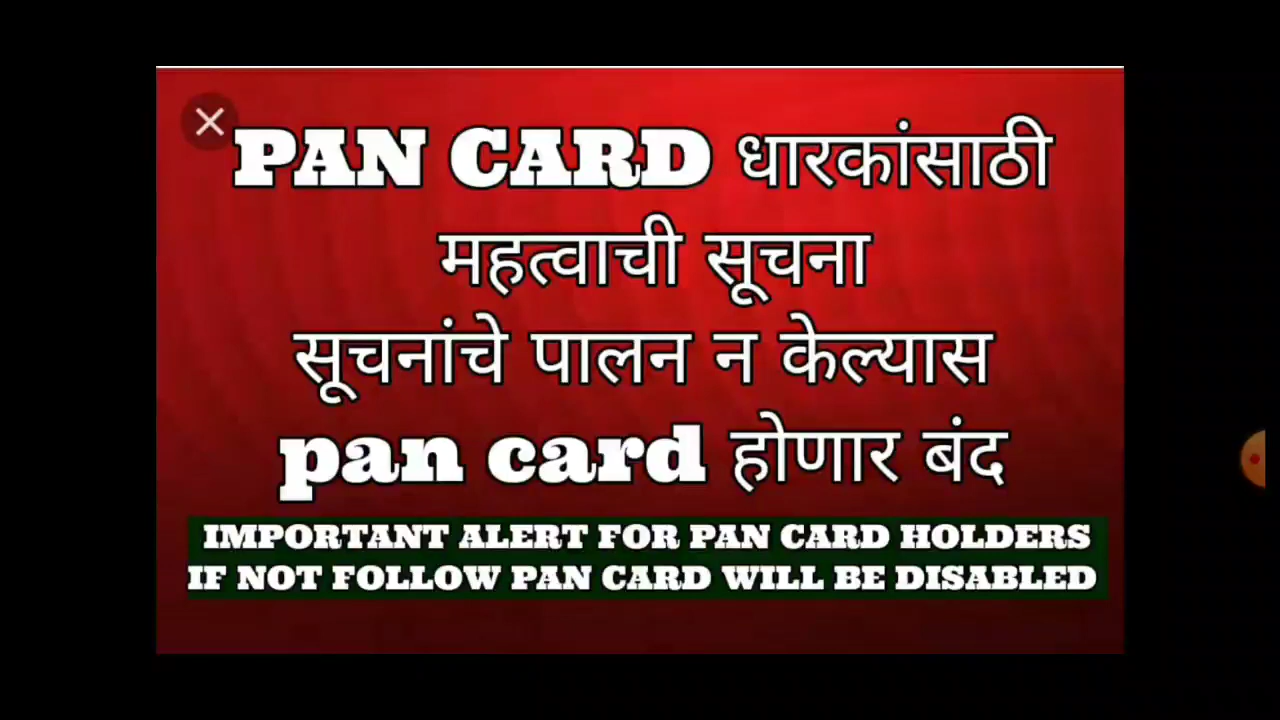 PAN CARD धारकांसाठी
महत्वाची सूचना
सूचनांचे पालन न केल्यास
pan card होणार बंद
IMPORTANT ALERT FOR PAN CARD HOLDERS
IF NOT FOLLOW PAN CARD WILL BE DISABLED